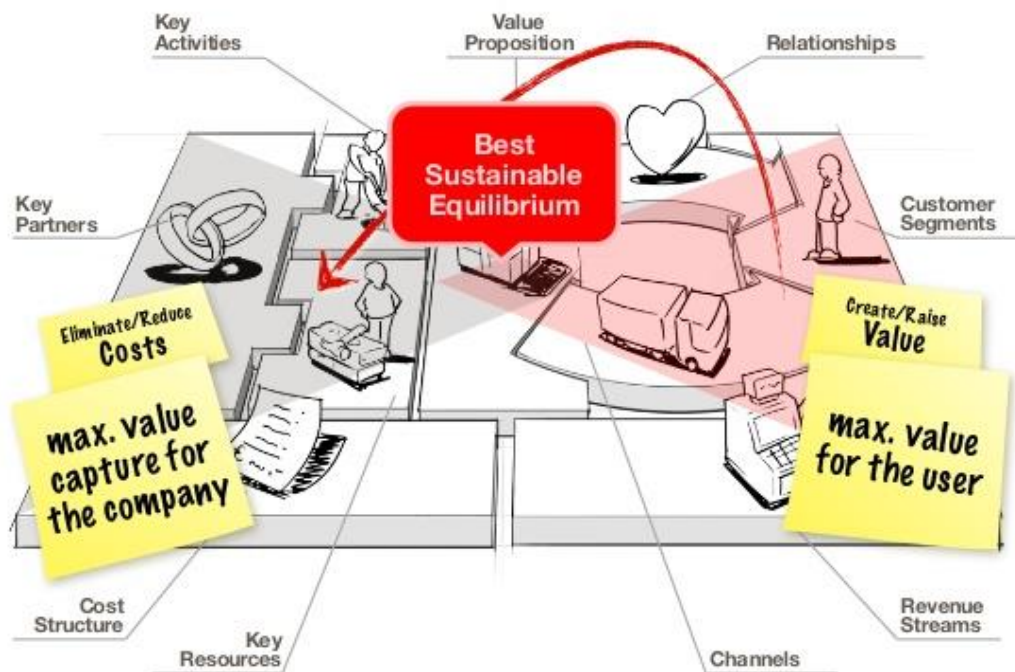 Key
Activities
Value
Proposition
Relationships
Best
Sustainable
Equilibrium
Key
Partners
Customer
Segments
Eliminate/Reduce
Costs
Create/Raise
Value
max. value
capture for
the company
max. value
for the user
Cost
Structure
Key
Resources
Channels
Revenue
Streams